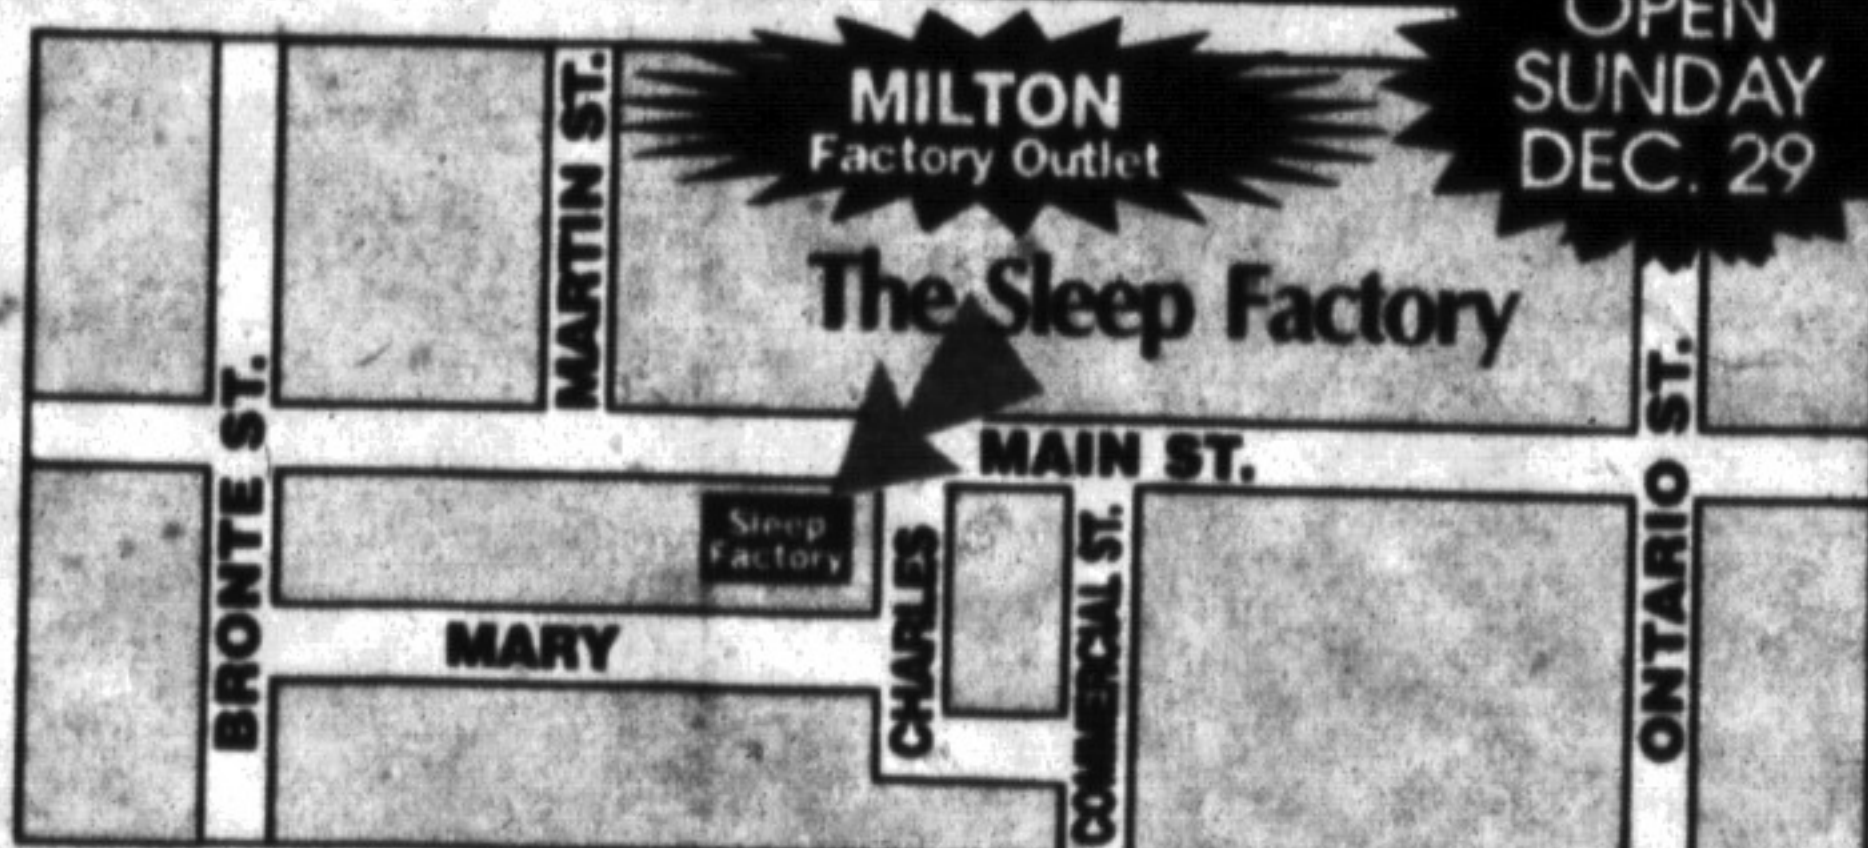 OPEN
SUNDAY
DEC. 29
MILTON
Factory Outlet
The Sleep Factory
MARTIN ST.
BRONTE ST.
MAIN ST.
Sleep
Factory
MARY
CHARLES
COMMERCIAL ST.
ONTARIO ST.